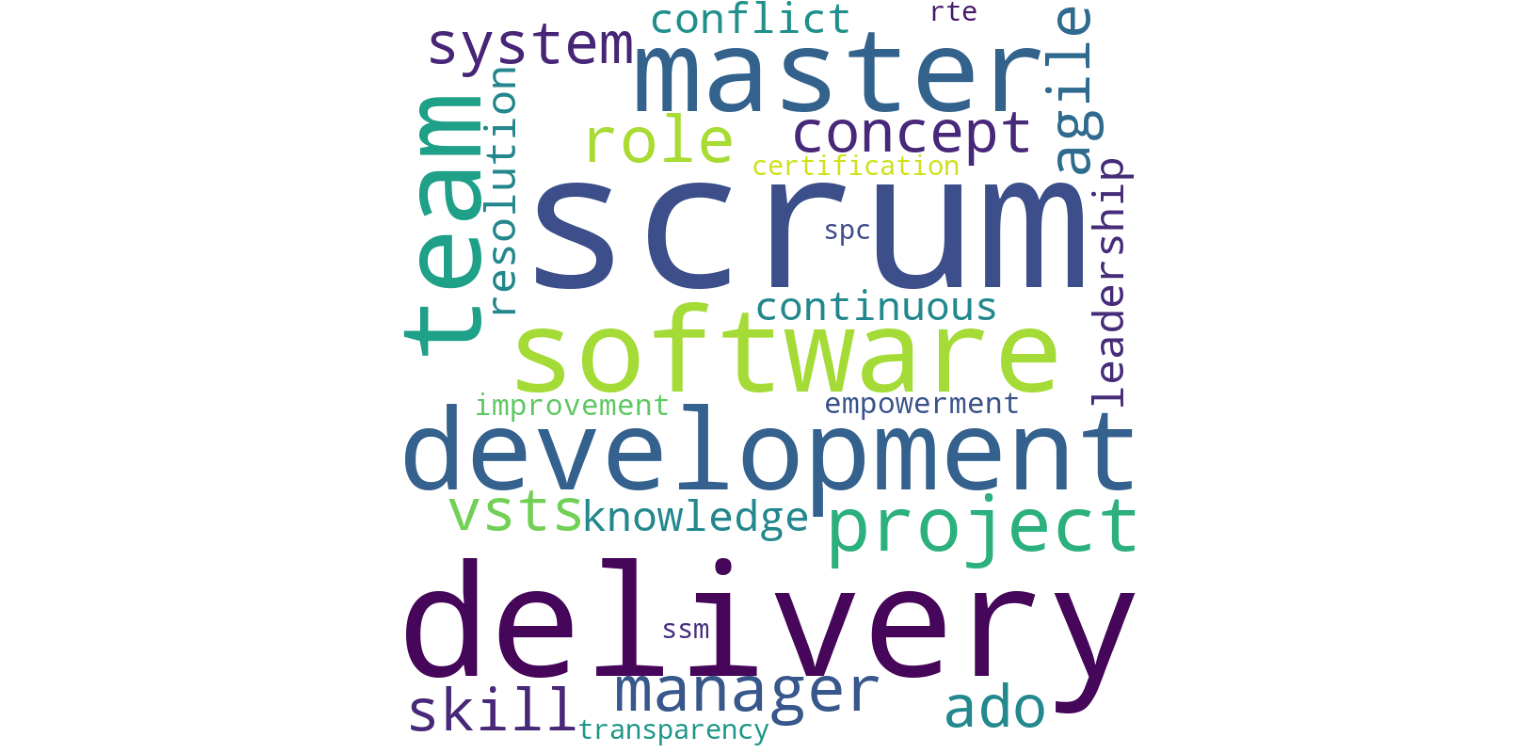 conflict
rte
system
master
agile
team
resolution
role
concept
certification
leadership
scrum
spc
continuous
software
improvement
empowerment
development
vsts
knowledge
project
delivery
ssm
manager
skill
ado
transparency